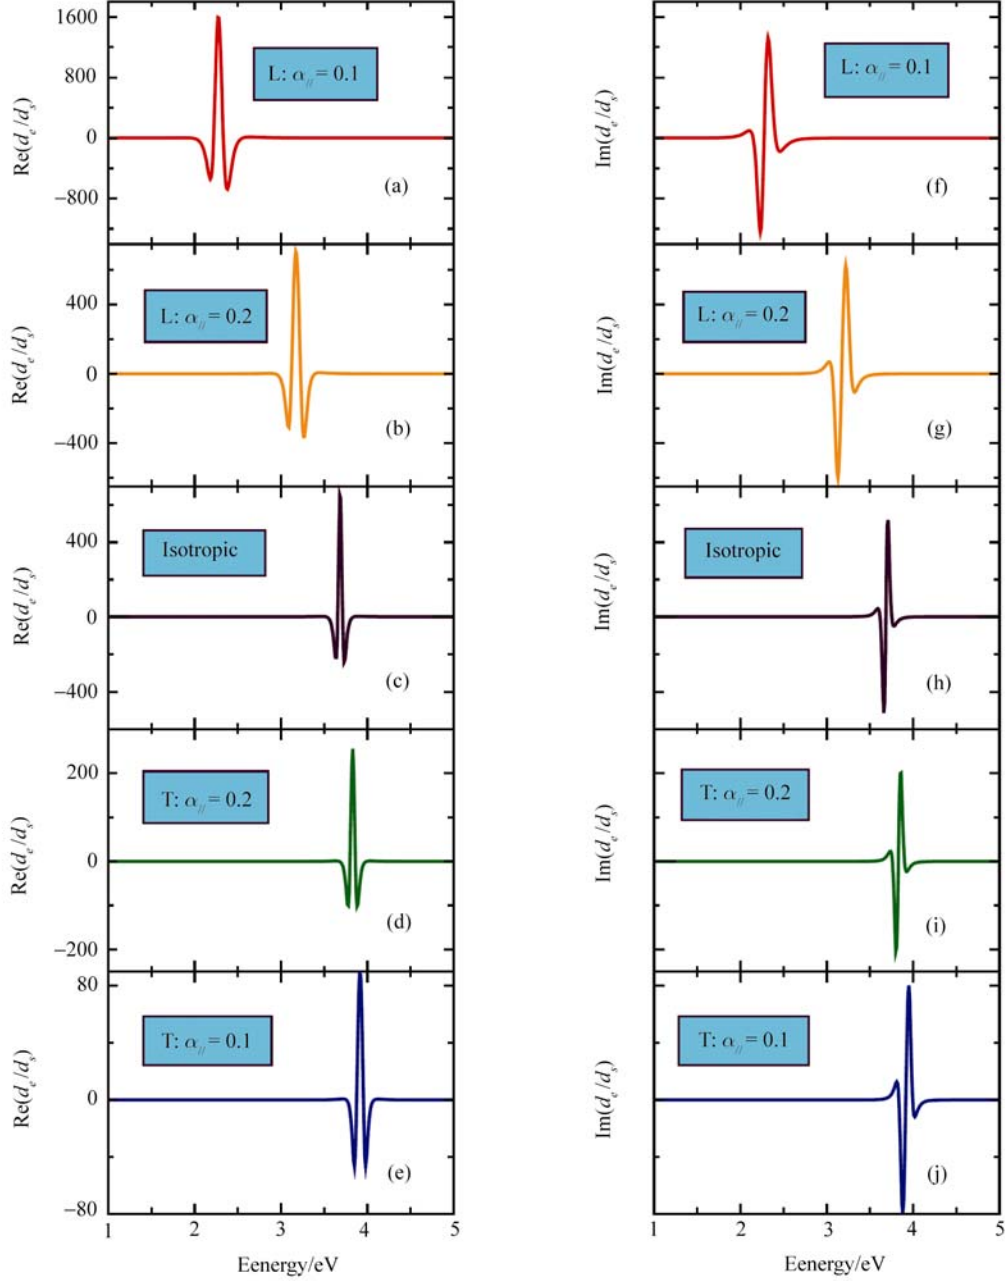 1600
800
0
−800
Re(d_e/d_s)
L: α_// = 0.1
(a)
Im(d_e/d_s)
L: α_// = 0.1
(f)
400
0
−400
Re(d_e/d_s)
L: α_// = 0.2
(b)
Im(d_e/d_s)
L: α_// = 0.2
(g)
400
0
−400
Re(d_e/d_s)
Isotropic
(c)
Im(d_e/d_s)
Isotropic
(h)
200
0
−200
Re(d_e/d_s)
T: α_// = 0.2
(d)
Im(d_e/d_s)
T: α_// = 0.2
(i)
80
0
−80
Re(d_e/d_s)
T: α_// = 0.1
(e)
Im(d_e/d_s)
T: α_// = 0.1
(j)
1 2 3 4 5
Eenergy/eV
1 2 3 4 5
Eenergy/eV